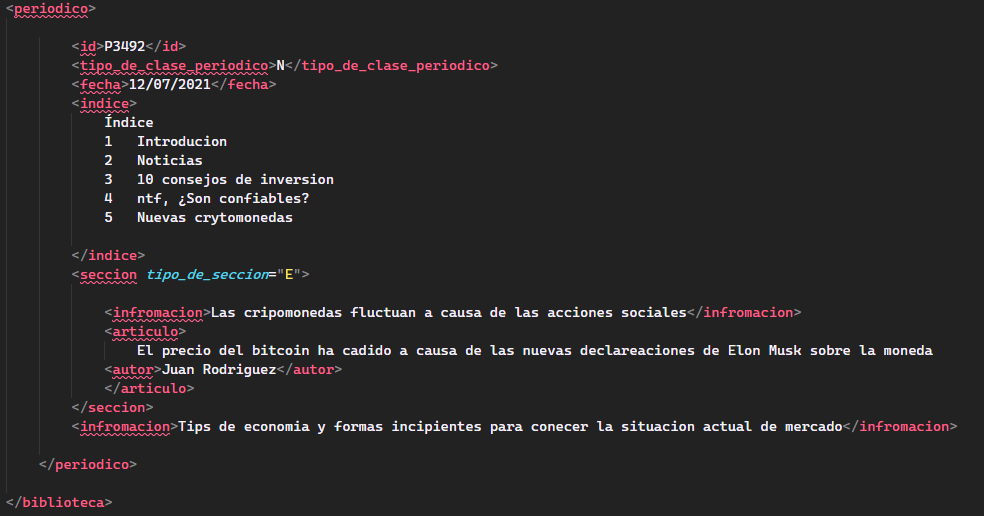 <periodico>
<id>P3492</id>
<tipo_de_clase_periodico>N</tipo_de_clase_periodico>
<fecha>12/07/2021</fecha>
<indice>
Índice
1   Introducion
2   Noticias
3   10 consejos de inversion
4   ntf, ¿Son confiables?
5   Nuevas crytomonedas
</indice>
<seccion tipo_de_seccion="E">
<infromacion>Las cripomonedas fluctuan a causa de las acciones sociales</infromacion>
<articulo>
El precio del bitcoin ha cadido a causa de las nuevas declareaciones de Elon Musk sobre la moneda
<autor>Juan Rodriguez</autor>
</articulo>
</seccion>
<infromacion>Tips de economia y formas incipientes para conecer la situacion actual de mercado</infromacion>
</periodico>
</biblioteca>